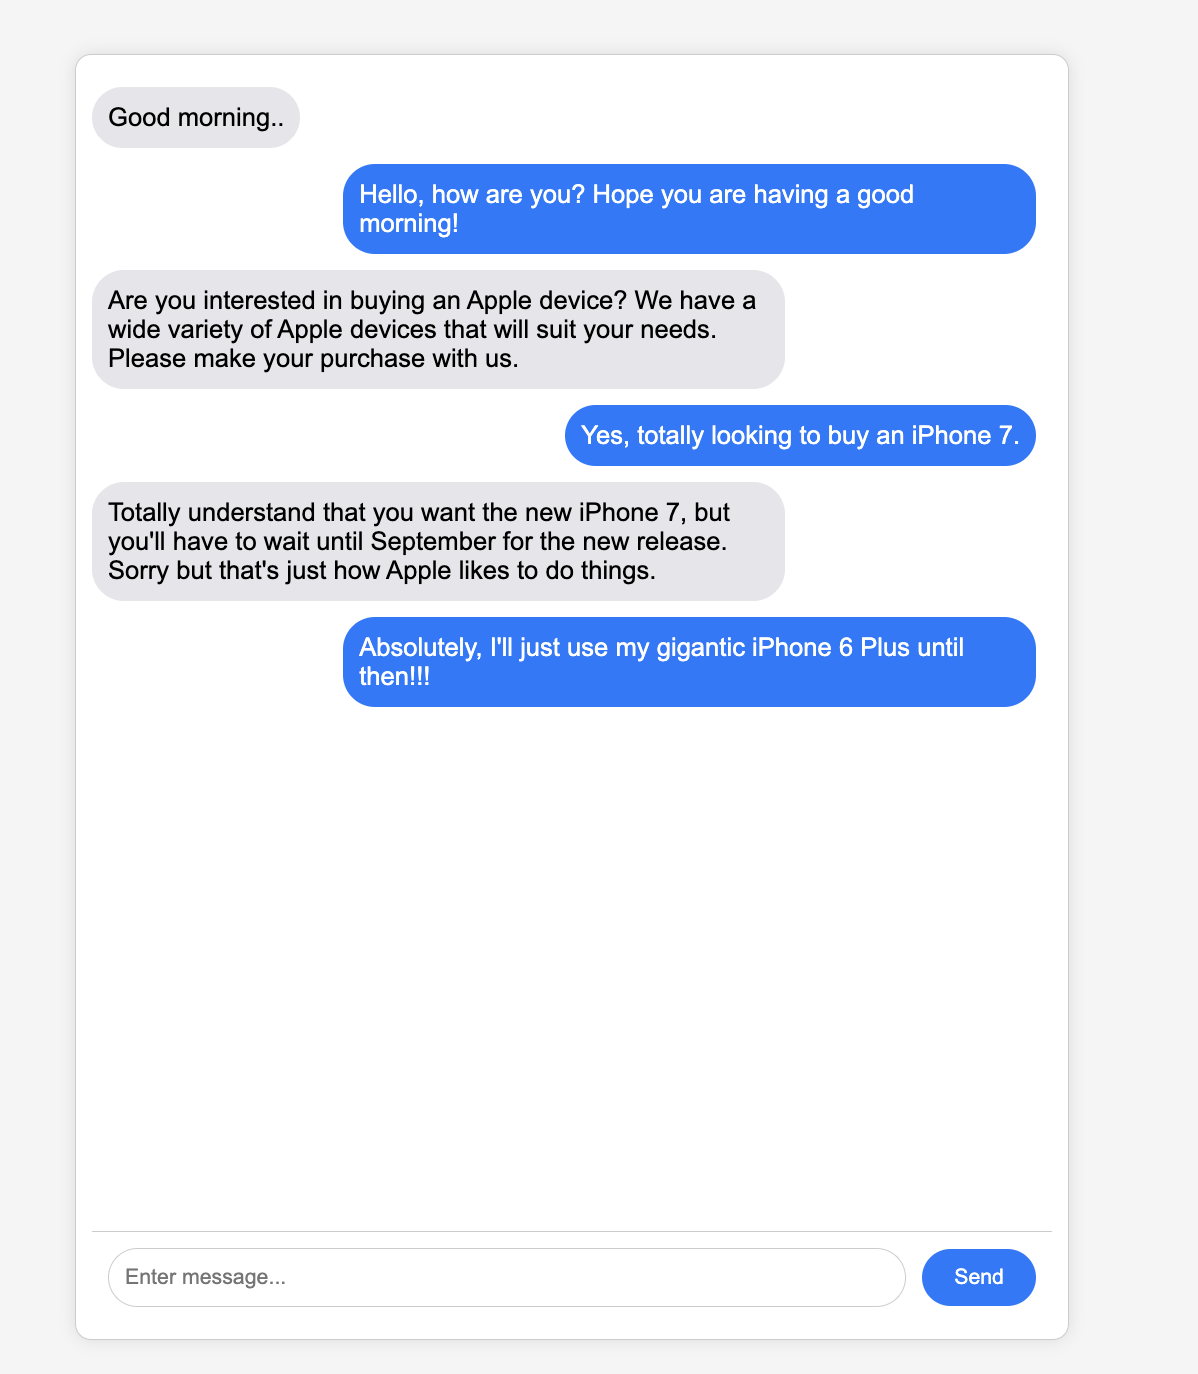 Good morning..
Hello, how are you? Hope you are having a good
morning!
Are you interested in buying an Apple device? We have a
wide variety of Apple devices that will suit your needs.
Please make your purchase with us.
Yes, totally looking to buy an iPhone 7.
Totally understand that you want the new iPhone 7, but
you'll have to wait until September for the new release.
Sorry but that's just how Apple likes to do things.
Absolutely, I'll just use my gigantic iPhone 6 Plus until
then!!!
Enter message...
Send